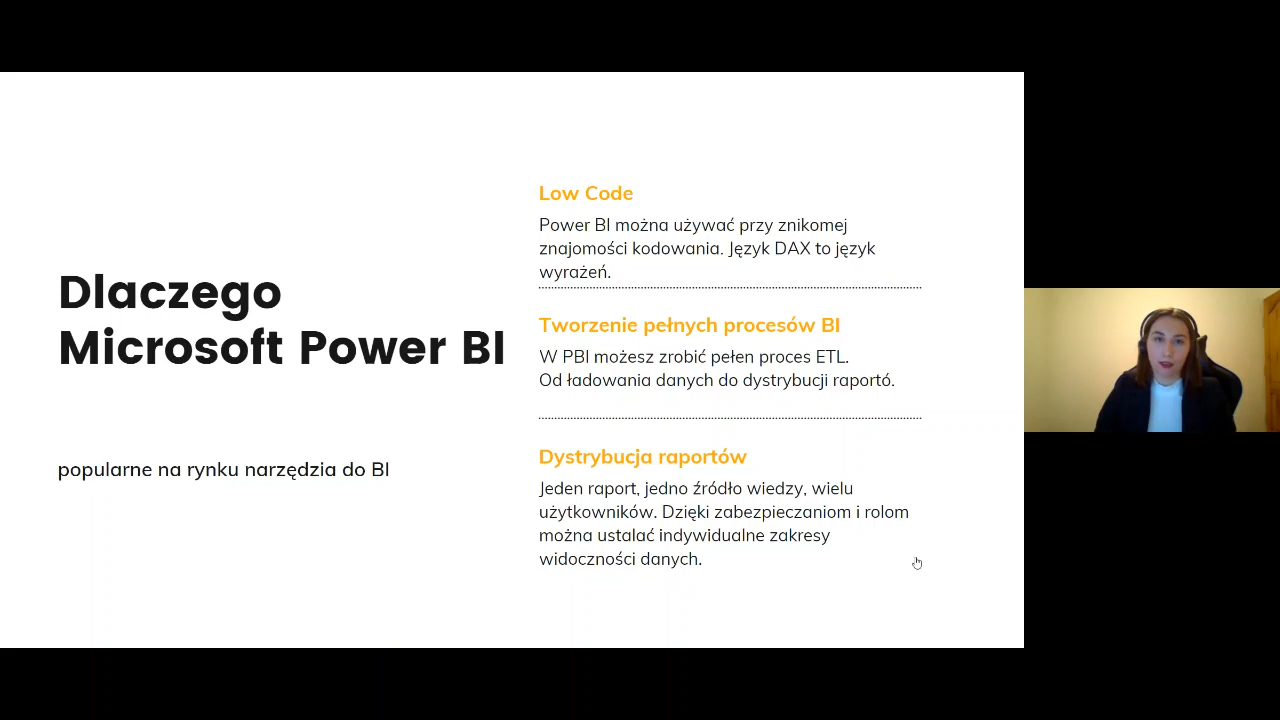 Dlaczego
Microsoft Power BI
popularne na rynku narzędzia do BI
Low Code
Power BI można używać przy znikomej
znajomości kodowania. Język DAX to język
wyrażeń.
Tworzenie pełnych procesów BI
W PBI możesz zrobić pełen proces ETL.
Od ładowania danych do dystrybucji raportó.
Dystrybucja raportów
Jeden raport, jedno źródło wiedzy, wielu
użytkowników. Dzięki zabezpieczaniom i rolom
można ustalać indywidualne zakresy
widoczności danych.